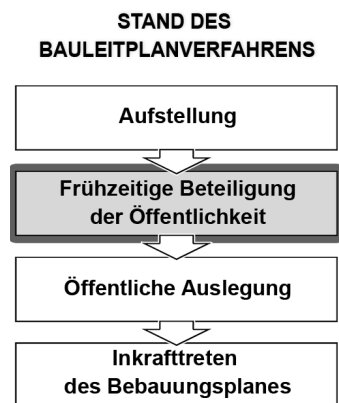 STAND DES
BAULEITPLANVERFAHRENS
Aufstellung
Frühzeitige Beteiligung
der Öffentlichkeit
Öffentliche Auslegung
Inkrafttreten
des Bebauungsplanes